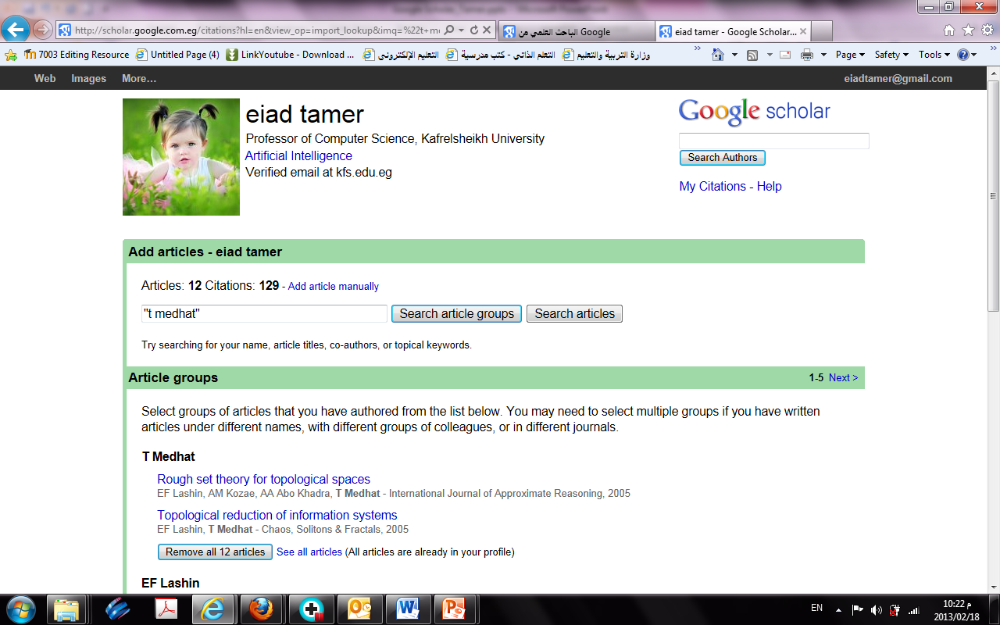 Google Scholar_Tamer.pptx - Microsoft PowerPoint
http://scholar.google.com.eg/citations?hl=en&view_op=import_lookup&imq=%22t+m
الباحث العلمي من Google
eiad tamer - Google Scholar...
7003 Editing Resource
Untitled Page (4)
LinkYoutube - Download ...
التعليم الإلكترونى
التعلم الذاتي - كتب مدرسية
وزارة التربية والتعليم
Page
Safety
Tools
Web
Images
More...
eiadtamer@gmail.com
eiad tamer
Professor of Computer Science, Kafrelsheikh University
Artificial Intelligence
Verified email at kfs.edu.eg
Google scholar
Search Authors
My Citations - Help
Add articles - eiad tamer
Articles: 12 Citations: 129 - Add article manually
"t medhat"
Search article groups
Search articles
Try searching for your name, article titles, co-authors, or topical keywords.
Article groups
1-5 Next >
Select groups of articles that you have authored from the list below. You may need to select multiple groups if you have written
articles under different names, with different groups of colleagues, or in different journals.
T Medhat
Rough set theory for topological spaces
EF Lashin, AM Kozae, AA Abo Khadra, T Medhat - International Journal of Approximate Reasoning, 2005
Topological reduction of information systems
EF Lashin, T Medhat - Chaos, Solitons & Fractals, 2005
Remove all 12 articles
See all articles (All articles are already in your profile)
EF Lashin
EN
10:22 م
2013/02/18